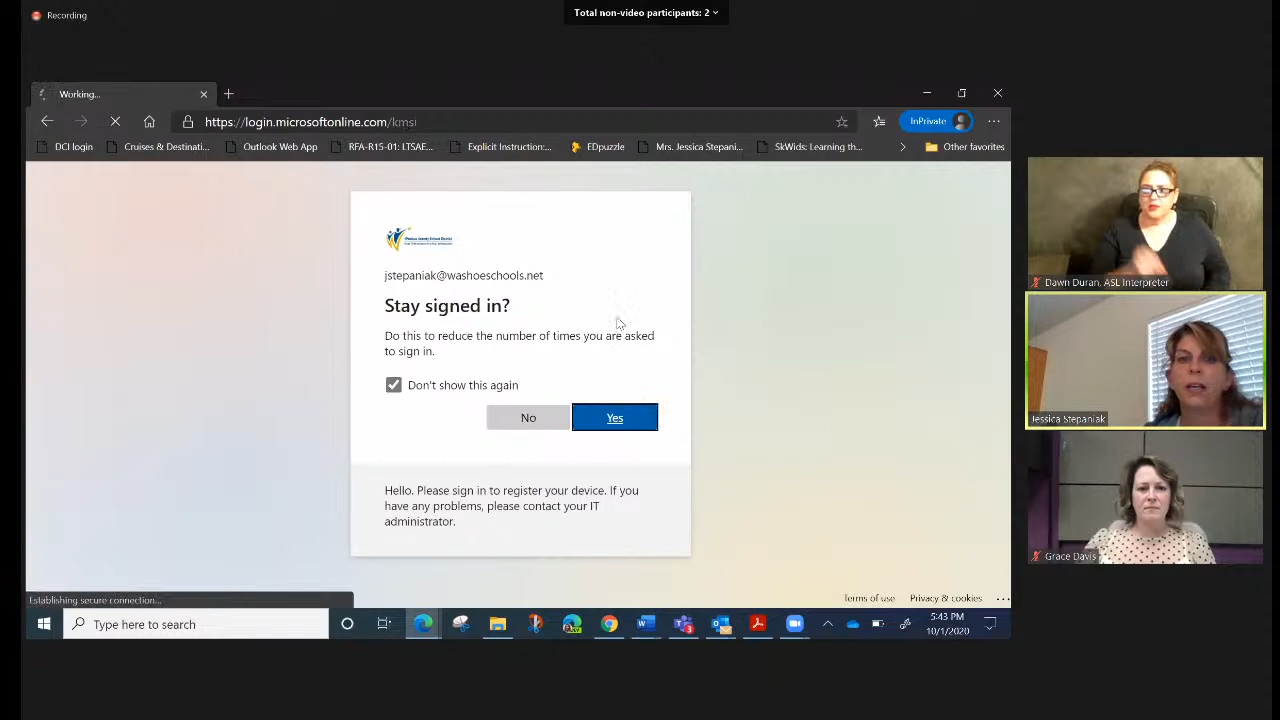 Recording
Total non-video participants: 2
Working...
https://login.microsoftonline.com/kmsi
InPrivate
DCI login
Cruises & Destinati...
Outlook Web App
RFA-R15-01: LTSAE...
Explicit Instruction:...
EDpuzzle
Mrs. Jessica Stepani...
SkWids: Learning th...
Other favorites
Washoe County School District
jstepaniak@washoeschools.net
Stay signed in?
Do this to reduce the number of times you are asked
to sign in.
Don't show this again
No
Yes
Hello. Please sign in to register your device. If you
have any problems, please contact your IT
administrator.
Establishing secure connection...
Terms of use
Privacy & cookies
...
Type here to search
3
5:43 PM
10/1/2020
Dawn Duran, ASL Interpreter
Jessica Stepaniak
Grace Davis